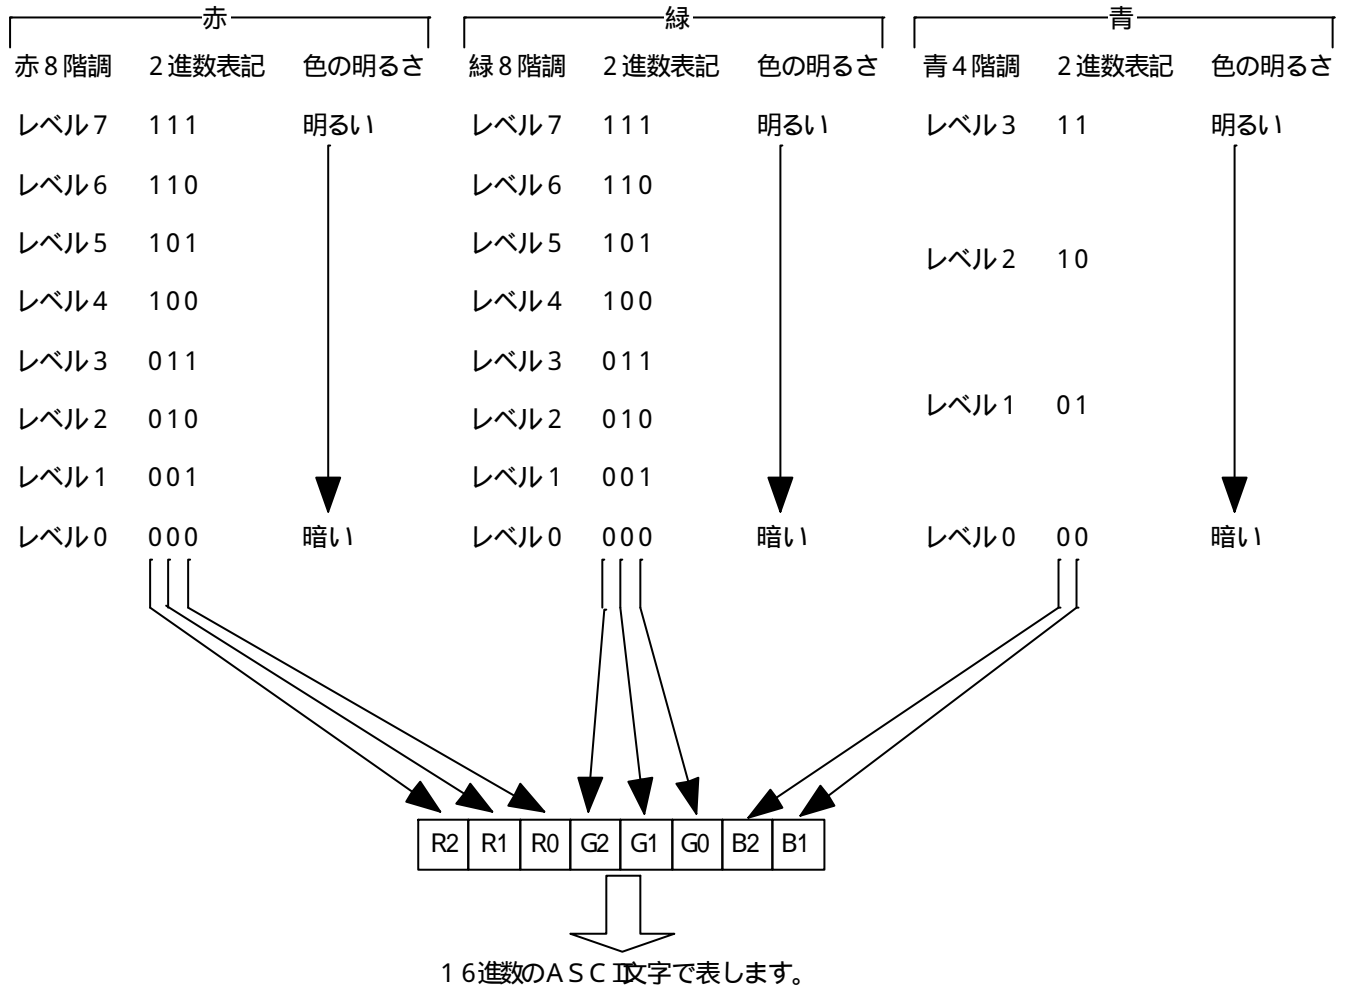 赤 緑 青
赤8階調 2進数表記 色の明るさ 緑8階調 2進数表記 色の明るさ 青4階調 2進数表記 色の明るさ
レベル7 111 明るい レベル7 111 明るい レベル3 11 明るい
レベル6 110 レベル6 110
レベル5 101 レベル5 101
レベル2 10
レベル4 100 レベル4 100
レベル3 011 レベル3 011
レベル1 01
レベル2 010 レベル2 010
レベル1 001 レベル1 001
レベル0 000 暗い レベル0 000 暗い レベル0 00 暗い
R2 R1 R0 G2 G1 G0 B2 B1
16進数のASCII文字で表します。